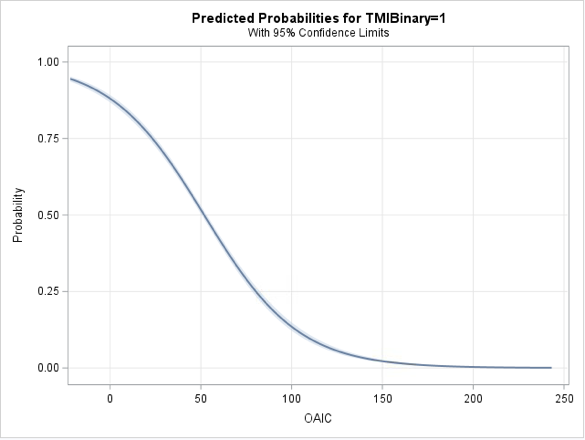 Predicted Probabilities for TMIBinary=1
With 95% Confidence Limits
1.00
0.75
0.50
0.25
0.00
Probability
0 50 100 150 200 250
OAIC